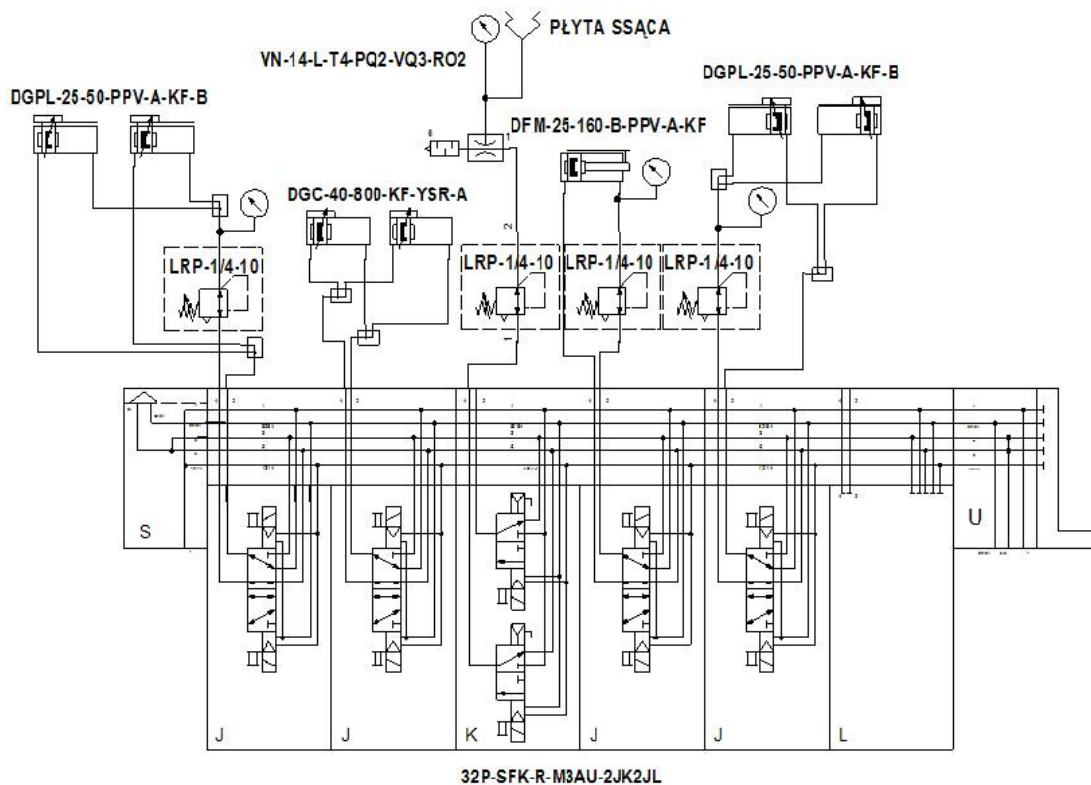 PŁYTA SSĄCA
VN-14-L-T4-PQ2-VQ3-RO2
DGPL-25-50-PPV-A-KF-B
DGPL-25-50-PPV-A-KF-B
DFM-25-160-B-PPV-A-KF
DGC-40-800-KF-YSR-A
2
LRP-1/4-10
LRP-1/4-10
LRP-1/4-10
LRP-1/4-10
1
S
U
J
J
K
J
J
L
32P-SFK-R-M3AU-2JK2JL